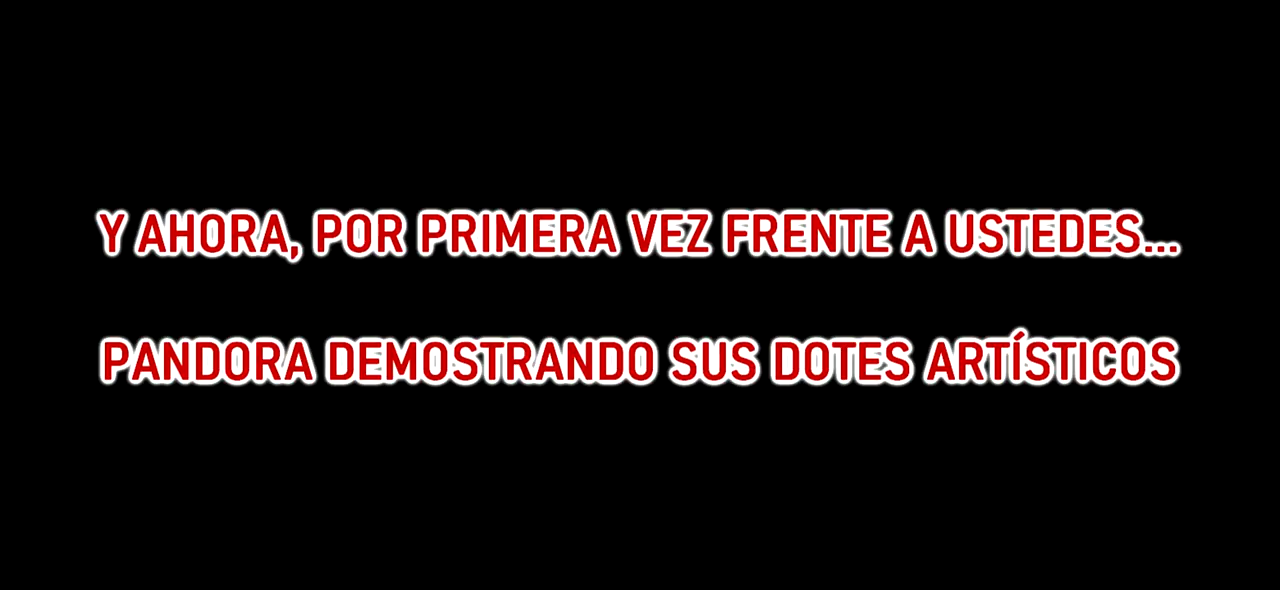 Y AHORA, POR PRIMERA VEZ FRENTE A USTEDES...
PANDORA DEMOSTRANDO SUS DOTES ARTÍSTICOS